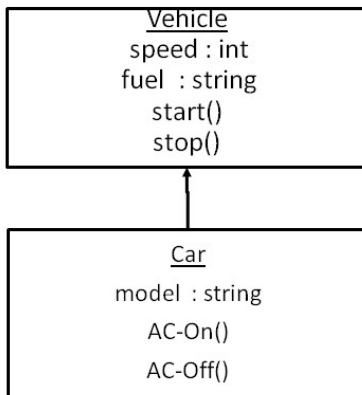 Vehicle
speed : int
fuel : string
start()
stop()
Car
model : string
AC-On()
AC-Off()